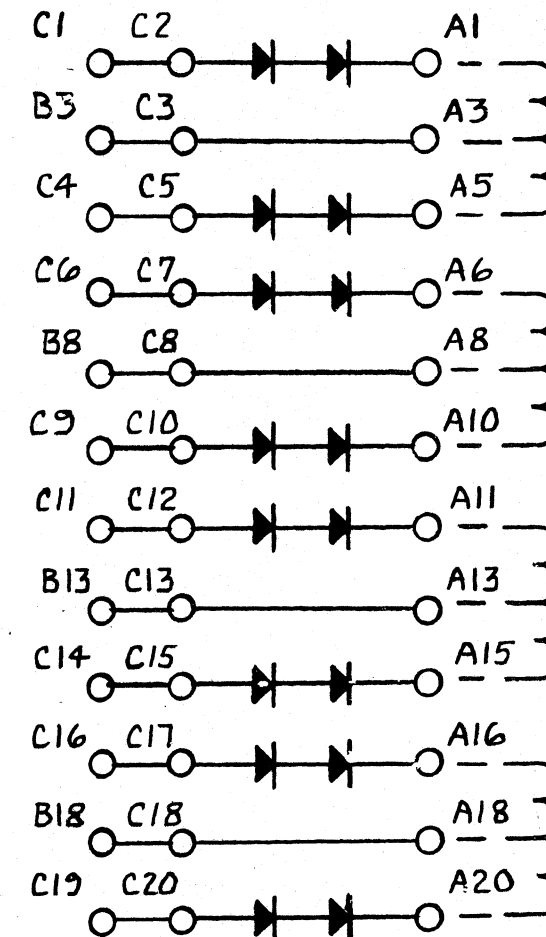 C1 C2 A1
B3 C3 A3
C4 C5 A5
C6 C7 A6
B8 C8 A8
C9 C10 A10
C11 C12 A11
B13 C13 A13
C14 C15 A15
C16 C17 A16
B18 C18 A18
C19 C20 A20